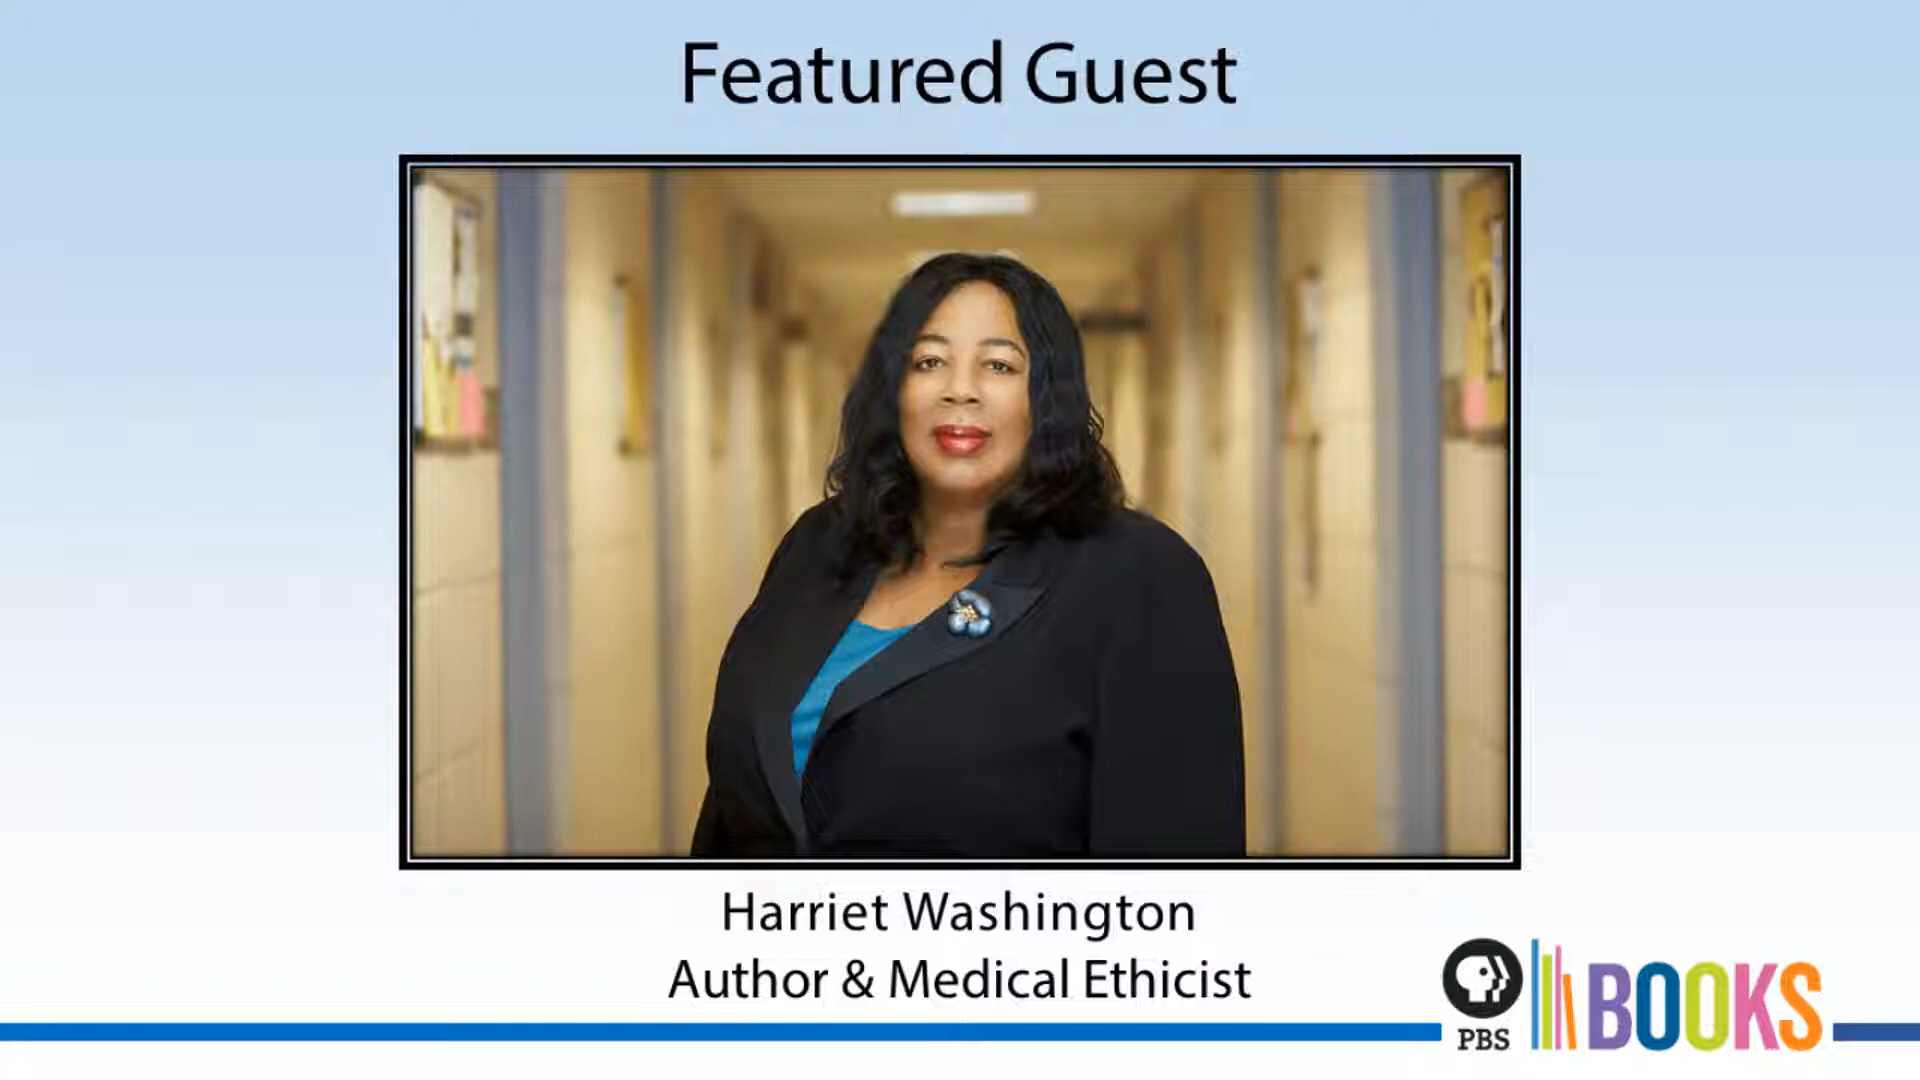 Featured Guest
Harriet Washington
Author & Medical Ethicist
PBS BOOKS